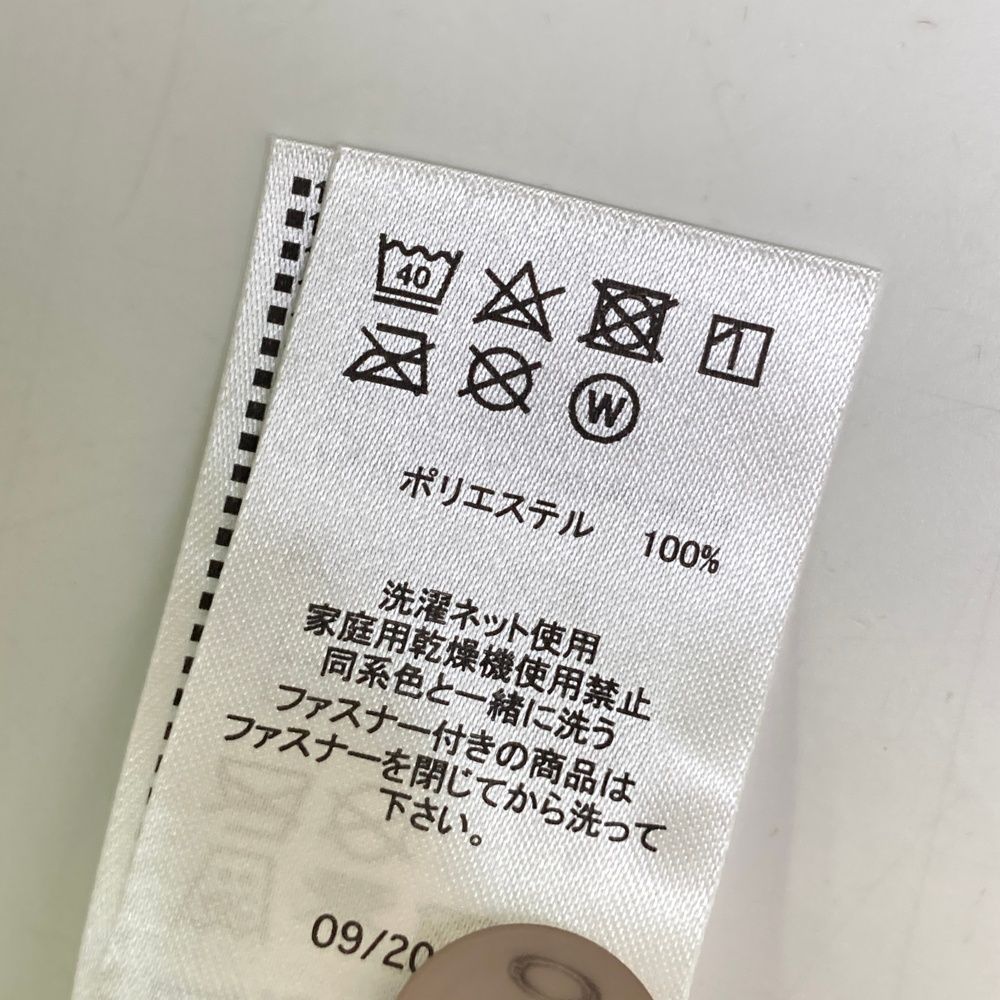 40
W
ポリエステル 100%
洗濯ネット使用
家庭用乾燥機使用禁止
同系色と一緒に洗う
ファスナー付きの商品は
ファスナーを閉じてから洗って
下さい。
09/20